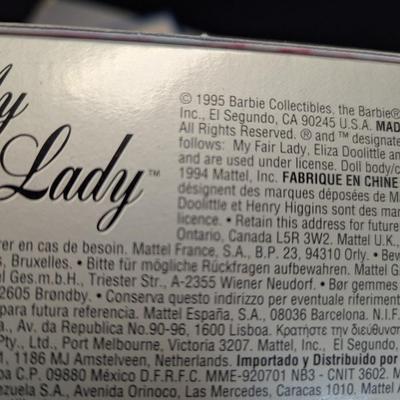 My
Lady™
© 1995 Barbie Collectibles, the Barbie®
Inc., El Segundo, CA 90245 U.S.A. MAD
All Rights Reserved. ® and ™ designate
follows: My Fair Lady, Eliza Doolittle an
and are used under license. Doll body/c
1994 Mattel, Inc. FABRIQUE EN CHINE
désignent des marques déposées de M
Doolittle et Henry Higgins sont des mar
licence. • Retain this address for future
Ontario, Canada L5R 3W2. Mattel U.K.,
rer en cas de besoin. Mattel France, S.A., B.P. 23, 94310 Orly. • Bew
s, Bruxelles. • Bitte für mögliche Rückfragen aufbewahren. Mattel G
el Ges.m.b.H., Triester Str., A-2355 Wiener Neudorf. • Bør gemmes
2605 Brøndby. • Conserva questo indirizzo per eventuale riferiment
para futura referencia. Mattel España, S.A., 08036 Barcelona. N.I.F.
a., Av. da Republica No.90-96, 1600 Lisboa. Κρατήστε την διεύθυνσ
Pty., Ltd., Port Melbourne, Victoria 3207. Mattel, Inc., El Segundo,
1, 1186 MJ Amstelveen, Netherlands. Importado y Distribuido por
pa C.P. 09880 México D.F.R.F.C. MME-920701 NB3 - CNIT 3602. M
ezuela S.A., Avenida Orinoco, Las Mercedes, Caracas 1010. Mattel